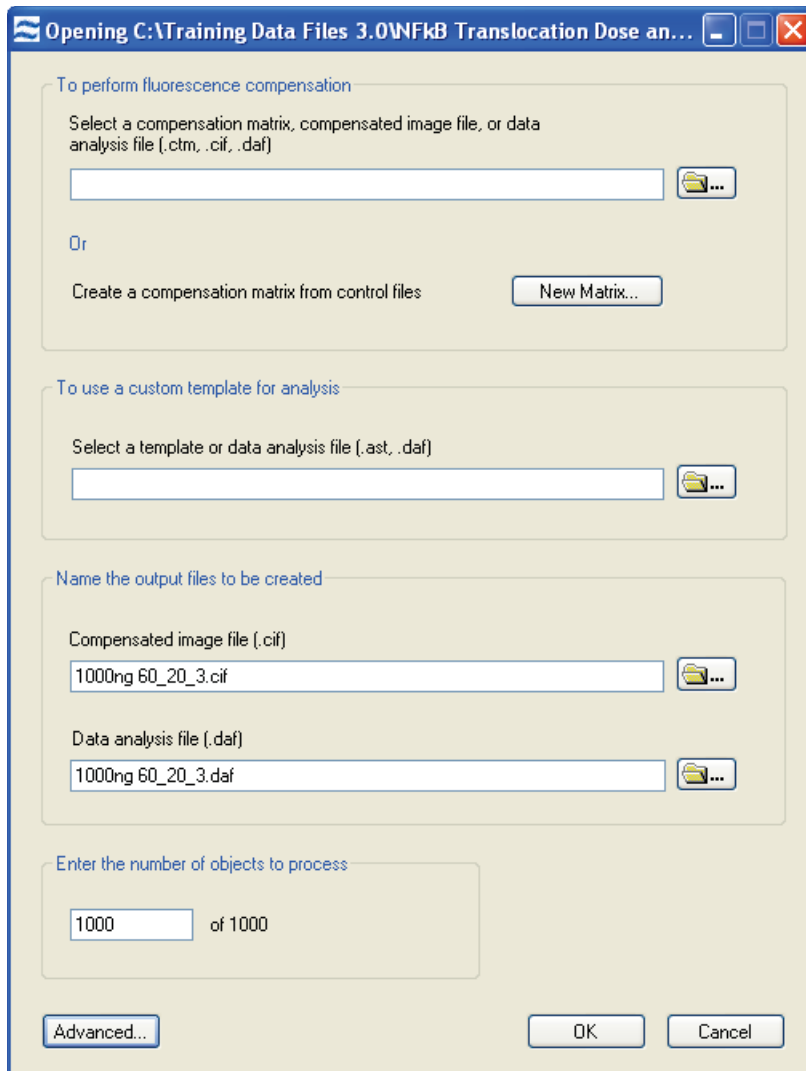 Opening C:\Training Data Files 3.0\NFkB Translocation Dose an...
To perform fluorescence compensation
Select a compensation matrix, compensated image file, or data
analysis file (.ctm, .cif, .daf)
...
Or
Create a compensation matrix from control files
New Matrix...
To use a custom template for analysis
Select a template or data analysis file (.ast, .daf)
...
Name the output files to be created
Compensated image file (.cif)
1000ng 60_20_3.cif
...
Data analysis file (.daf)
1000ng 60_20_3.daf
...
Enter the number of objects to process
1000 of 1000
Advanced... OK Cancel